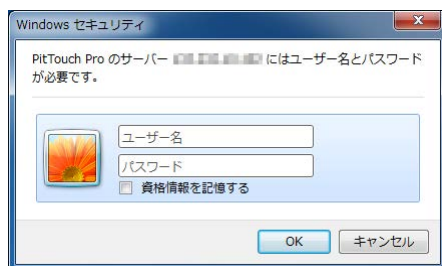 Windows セキュリティ
PitTouch Pro のサーバー にはユーザー名とパスワード
が必要です。
ユーザー名
パスワード
資格情報を記憶する
OK キャンセル